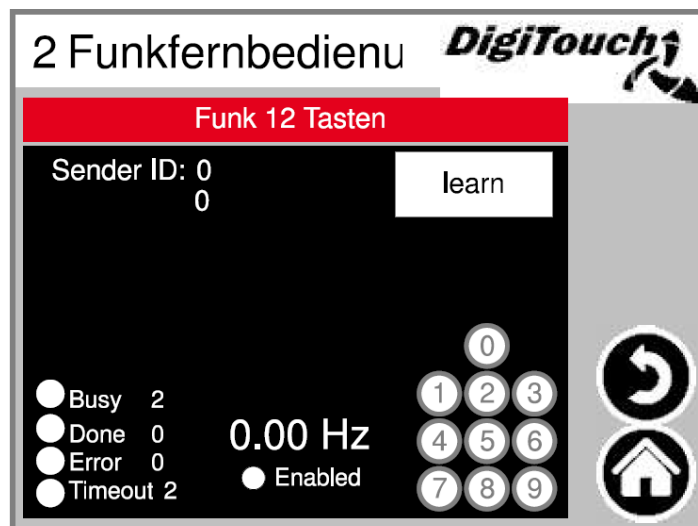 2 Funkfernbedienu
DigiTouch
Funk 12 Tasten
Sender ID: 0
0
learn
0
1 2 3
4 5 6
7 8 9
Busy 2
Done 0
Error 0
Timeout 2
0.00 Hz
Enabled